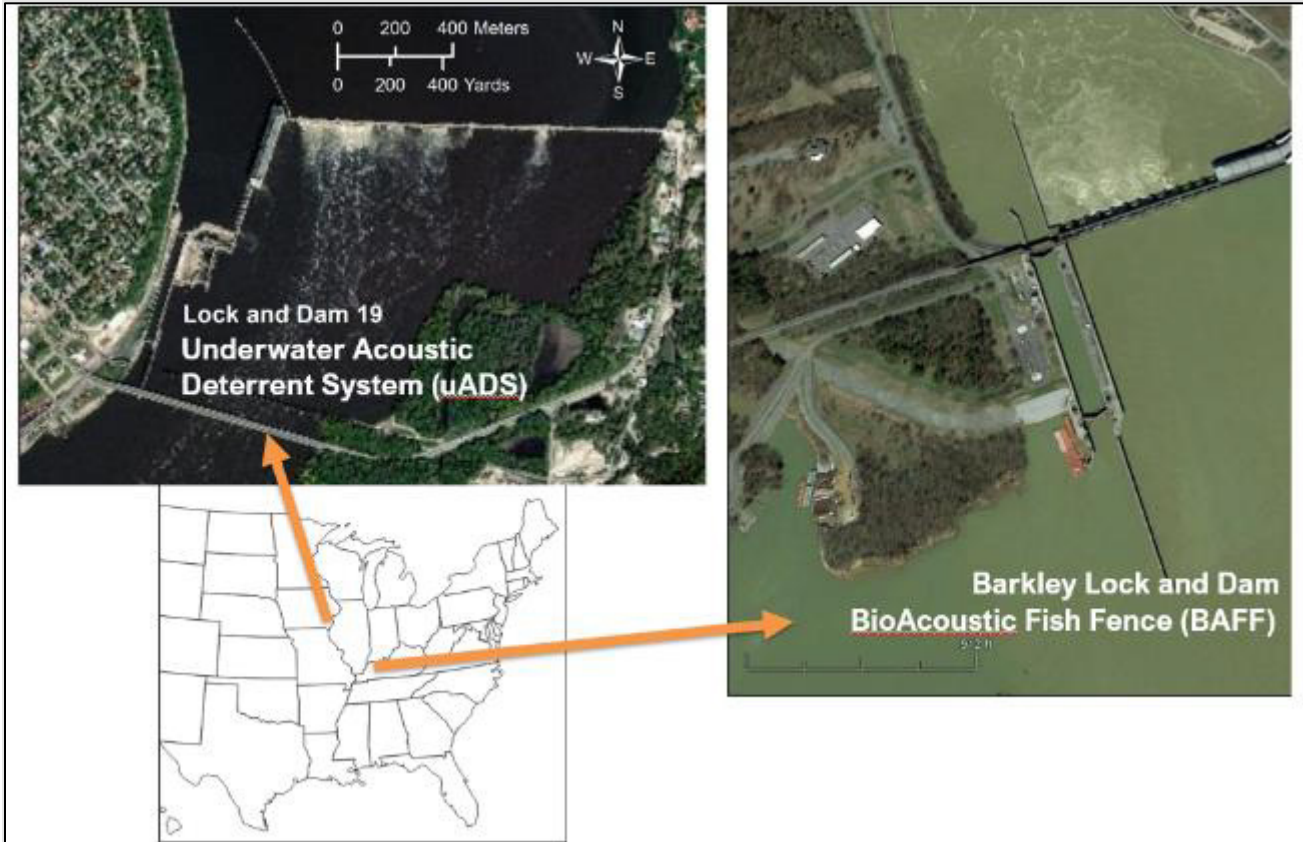 0 200 400 Meters
0 200 400 Yards
N
W E
S
Lock and Dam 19
Underwater Acoustic
Deterrent System (uADS)
Barkley Lock and Dam
BioAcoustic Fish Fence (BAFF)